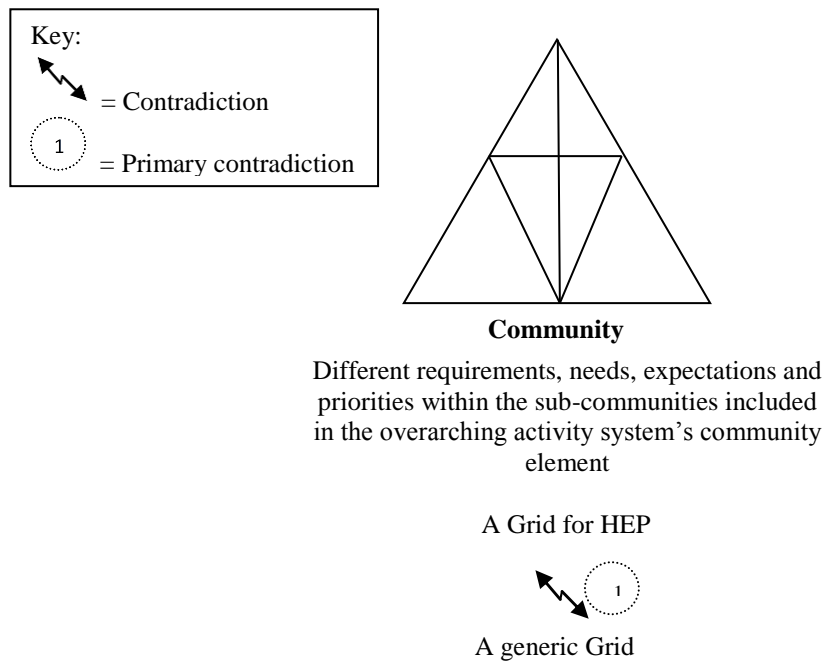 Key:
= Contradiction
1
= Primary contradiction
Community
Different requirements, needs, expectations and
priorities within the sub-communities included
in the overarching activity system's community
element
A Grid for HEP
1
A generic Grid